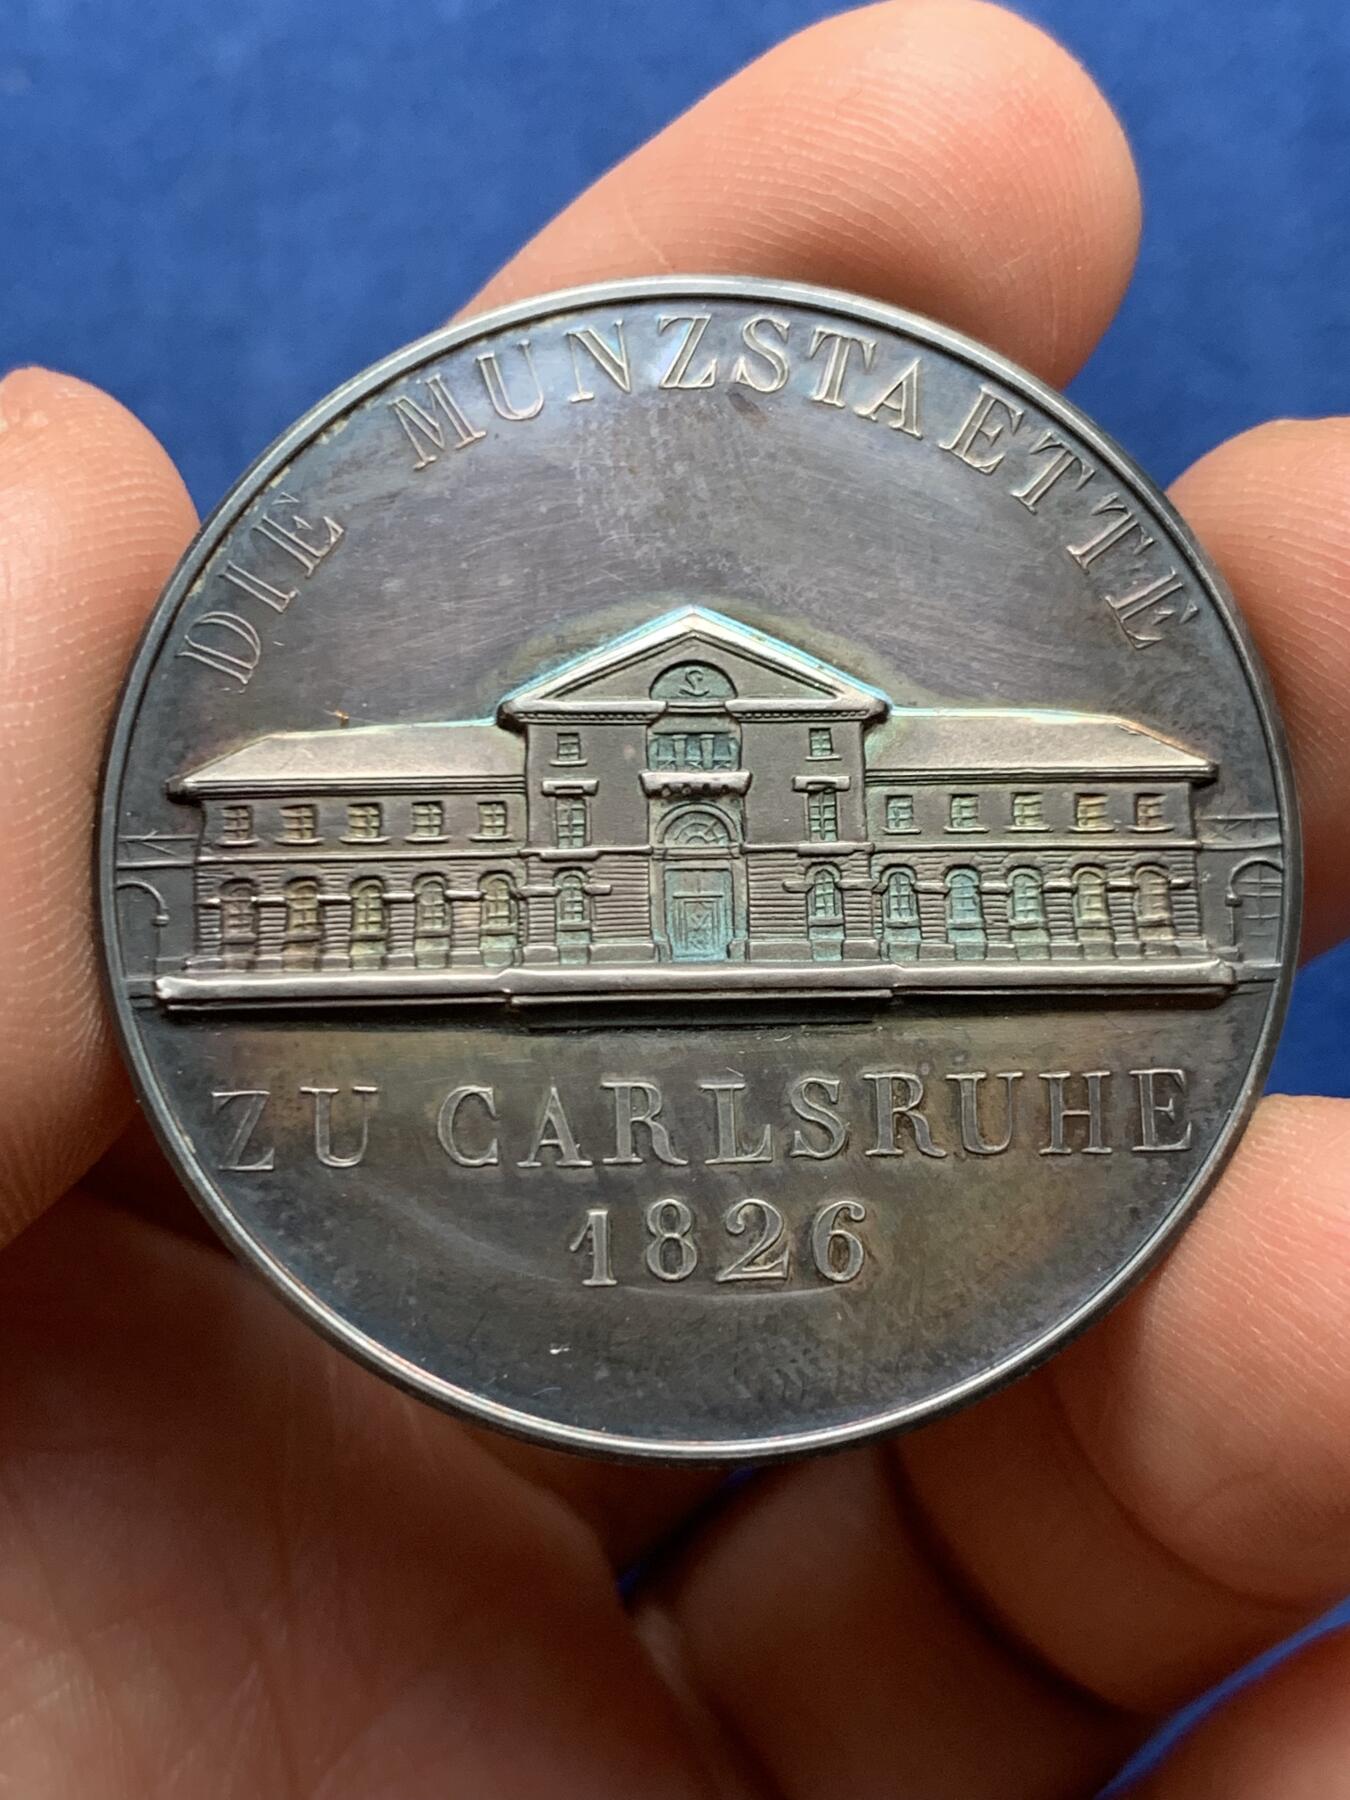 DIE MUNZSTAETTE
ZU CARLSRUHE
1826